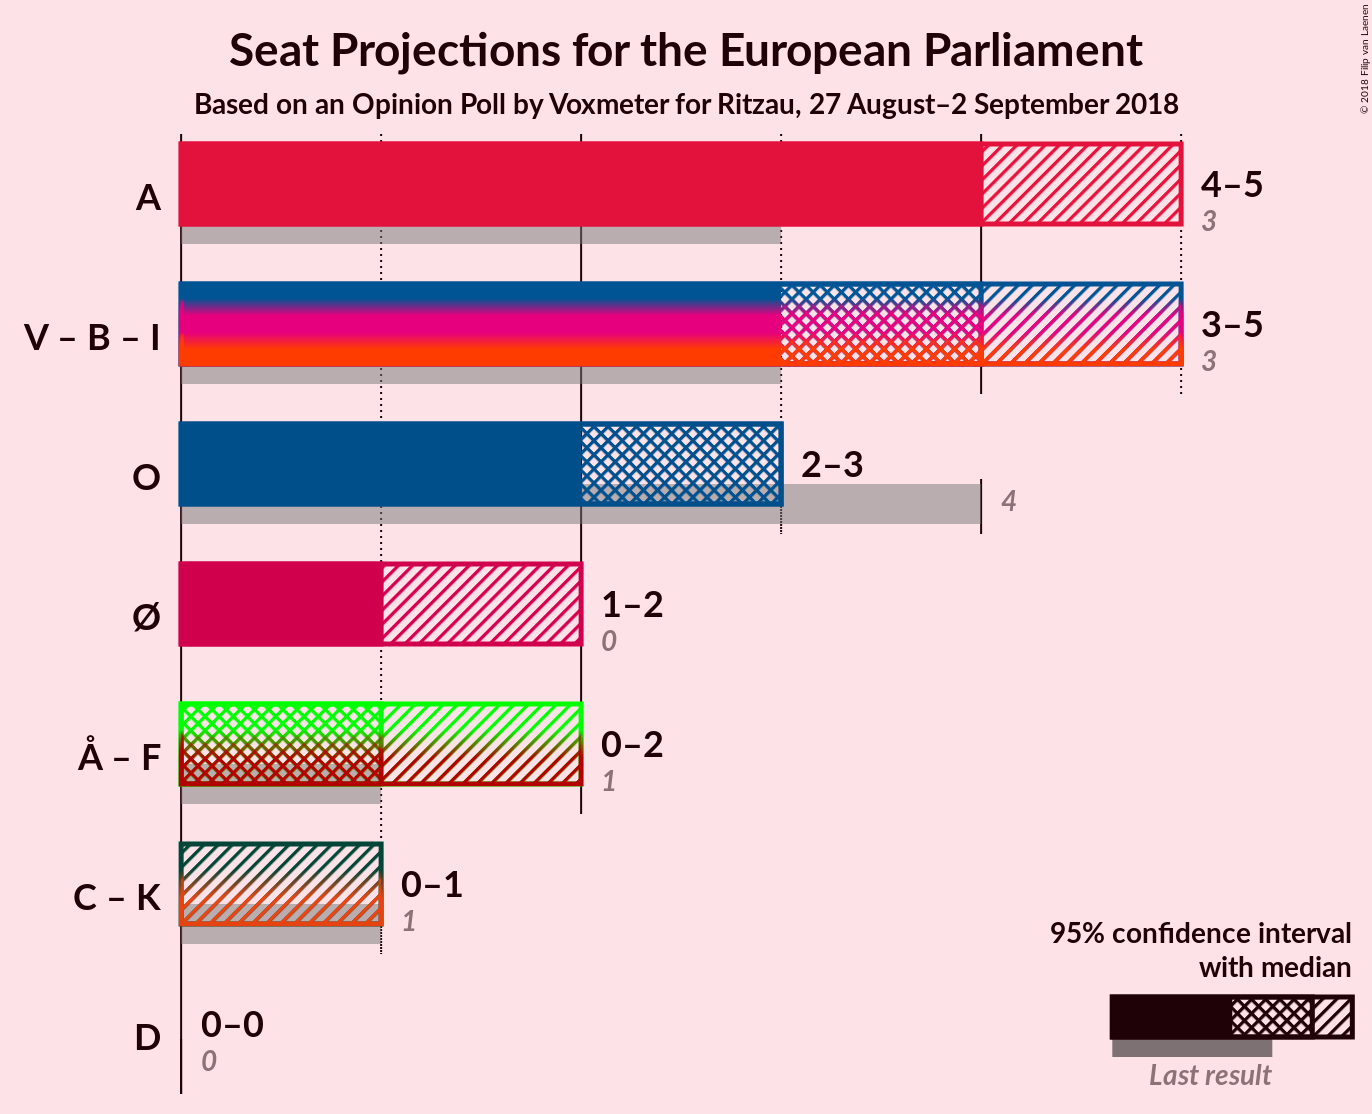 Seat Projections for the European Parliament
Based on an Opinion Poll by Voxmeter for Ritzau, 27 August–2 September 2018
© 2018 Filip van Laenen
A
4–5
3
V – B – I
3–5
3
O
2–3
4
Ø
1–2
0
Å – F
0–2
1
C – K
0–1
1
D
0–0
0
95% confidence interval
with median
Last result